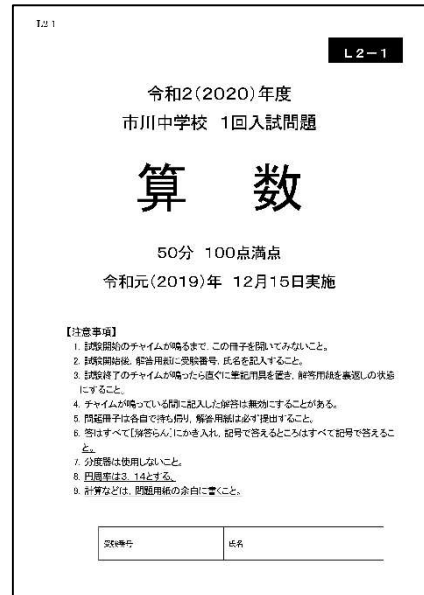 L2 1
L2-1
令和2(2020)年度
市川中学校 1回入試問題
算 数
50分 100点満点
令和元(2019)年 12月15日実施
【注意事項】
1. 試験開始のチャイムが鳴るまで、この冊子を開いてみないこと。
2. 試験開始後、解答用紙に受験番号、氏名を記入すること。
3. 試験終了のチャイムが鳴ったら直ぐに筆記用具を置き、解答用紙を裏返しの状態
にすること。
4. チャイムが鳴っている間に記入した解答は無効にすることがある。
5. 問題冊子は各自で持ち帰り、解答用紙は必ず提出すること。
6. 答はすべて[解答らん]にかき入れ、記号で答えるところはすべて記号で答えるこ
と。
7. 分度器は使用しないこと。
8. 円周率は3.14とする。
9. 計算などは、問題用紙の余白に書くこと。
受験番号
氏名